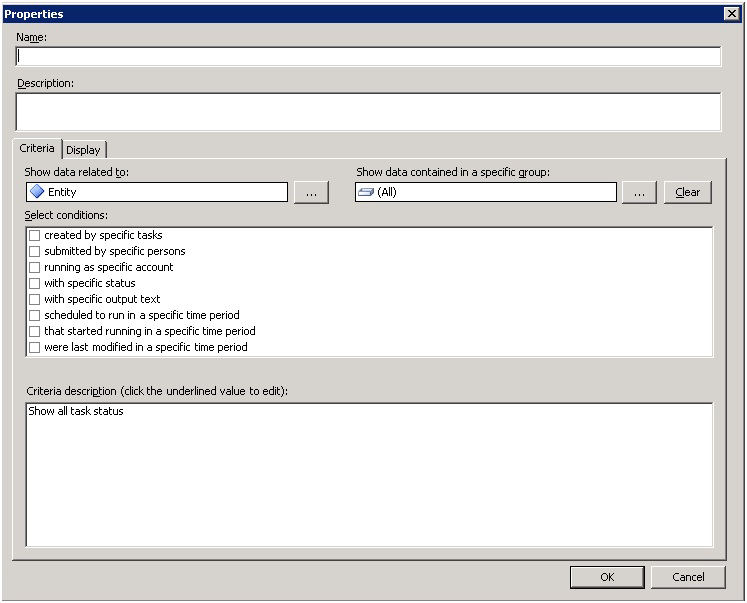 Properties
Name:
Description:
Criteria Display
Show data related to: Show data contained in a specific group:
Entity ... (All) ... Clear
Select conditions:
created by specific tasks
submitted by specific persons
running as specific account
with specific status
with specific output text
scheduled to run in a specific time period
that started running in a specific time period
were last modified in a specific time period
Criteria description (click the underlined value to edit):
Show all task status
OK Cancel